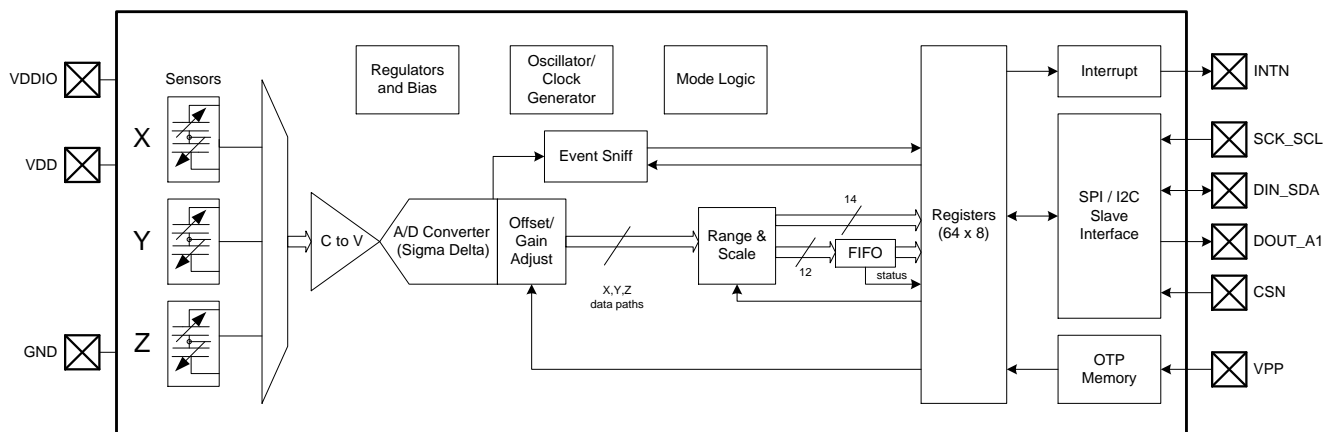 VDDIO
VDD
GND
Sensors
X
Y
Z
Regulators
and Bias
Oscillator/
Clock
Generator
Mode Logic
Event Sniff
C to V
A/D Converter
(Sigma Delta)
Offset/
Gain
Adjust
X,Y,Z
data paths
Range &
Scale
14
12
FIFO
status
Registers
(64 x 8)
Interrupt
SPI / I2C
Slave
Interface
OTP
Memory
INTN
SCK_SCL
DIN_SDA
DOUT_A1
CSN
VPP